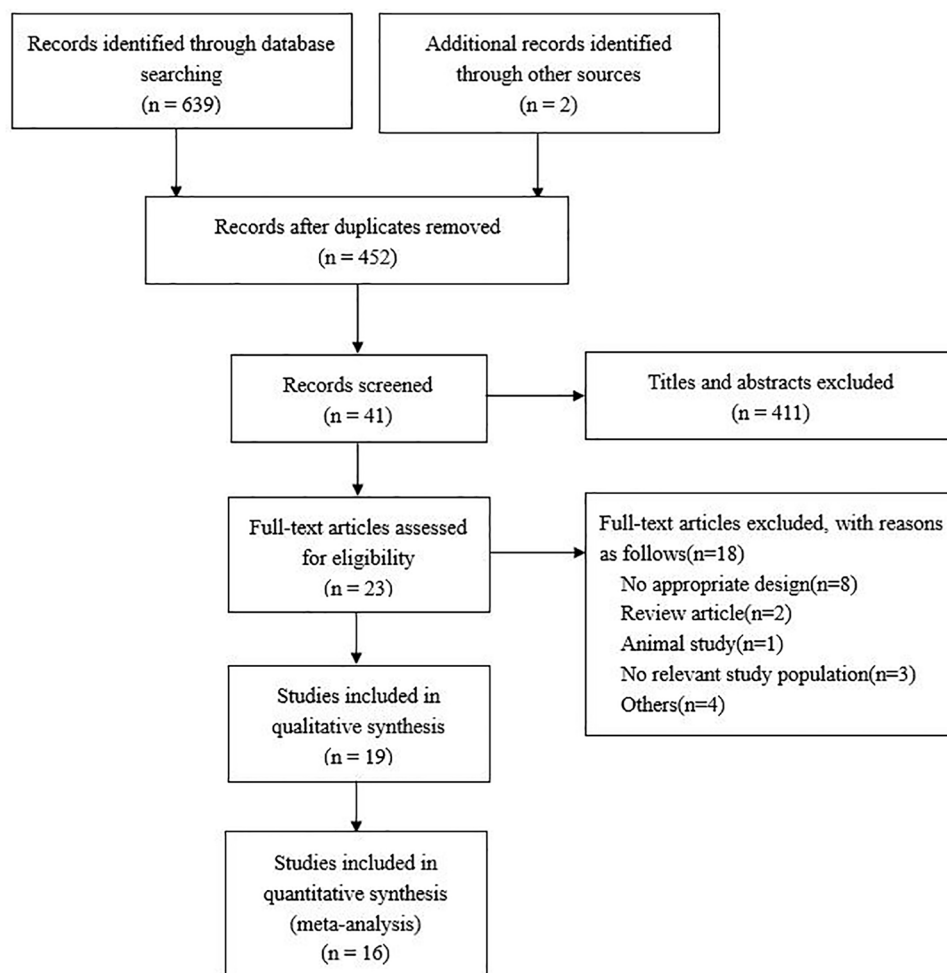 Records identified through database
searching
(n = 639)
Additional records identified
through other sources
(n = 2)
Records after duplicates removed
(n = 452)
Records screened
(n = 41)
Titles and abstracts excluded
(n = 411)
Full-text articles assessed
for eligibility
(n = 23)
Full-text articles excluded, with reasons
as follows(n=18)
No appropriate design(n=8)
Review article(n=2)
Animal study(n=1)
No relevant study population(n=3)
Others(n=4)
Studies included in
qualitative synthesis
(n = 19)
Studies included in
quantitative synthesis
(meta-analysis)
(n = 16)